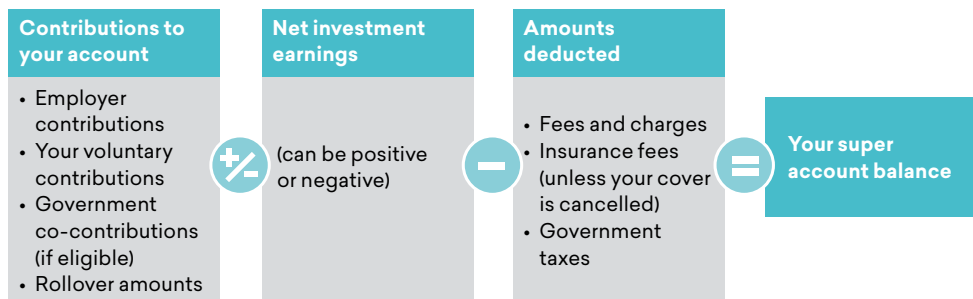 Contributions to
your account
• Employer
contributions
• Your voluntary
contributions
• Government
co-contributions
(if eligible)
• Rollover amounts
+/-
Net investment
earnings
(can be positive
or negative)
−
Amounts
deducted
• Fees and charges
• Insurance fees
(unless your cover
is cancelled)
• Government
taxes
=
Your super
account balance